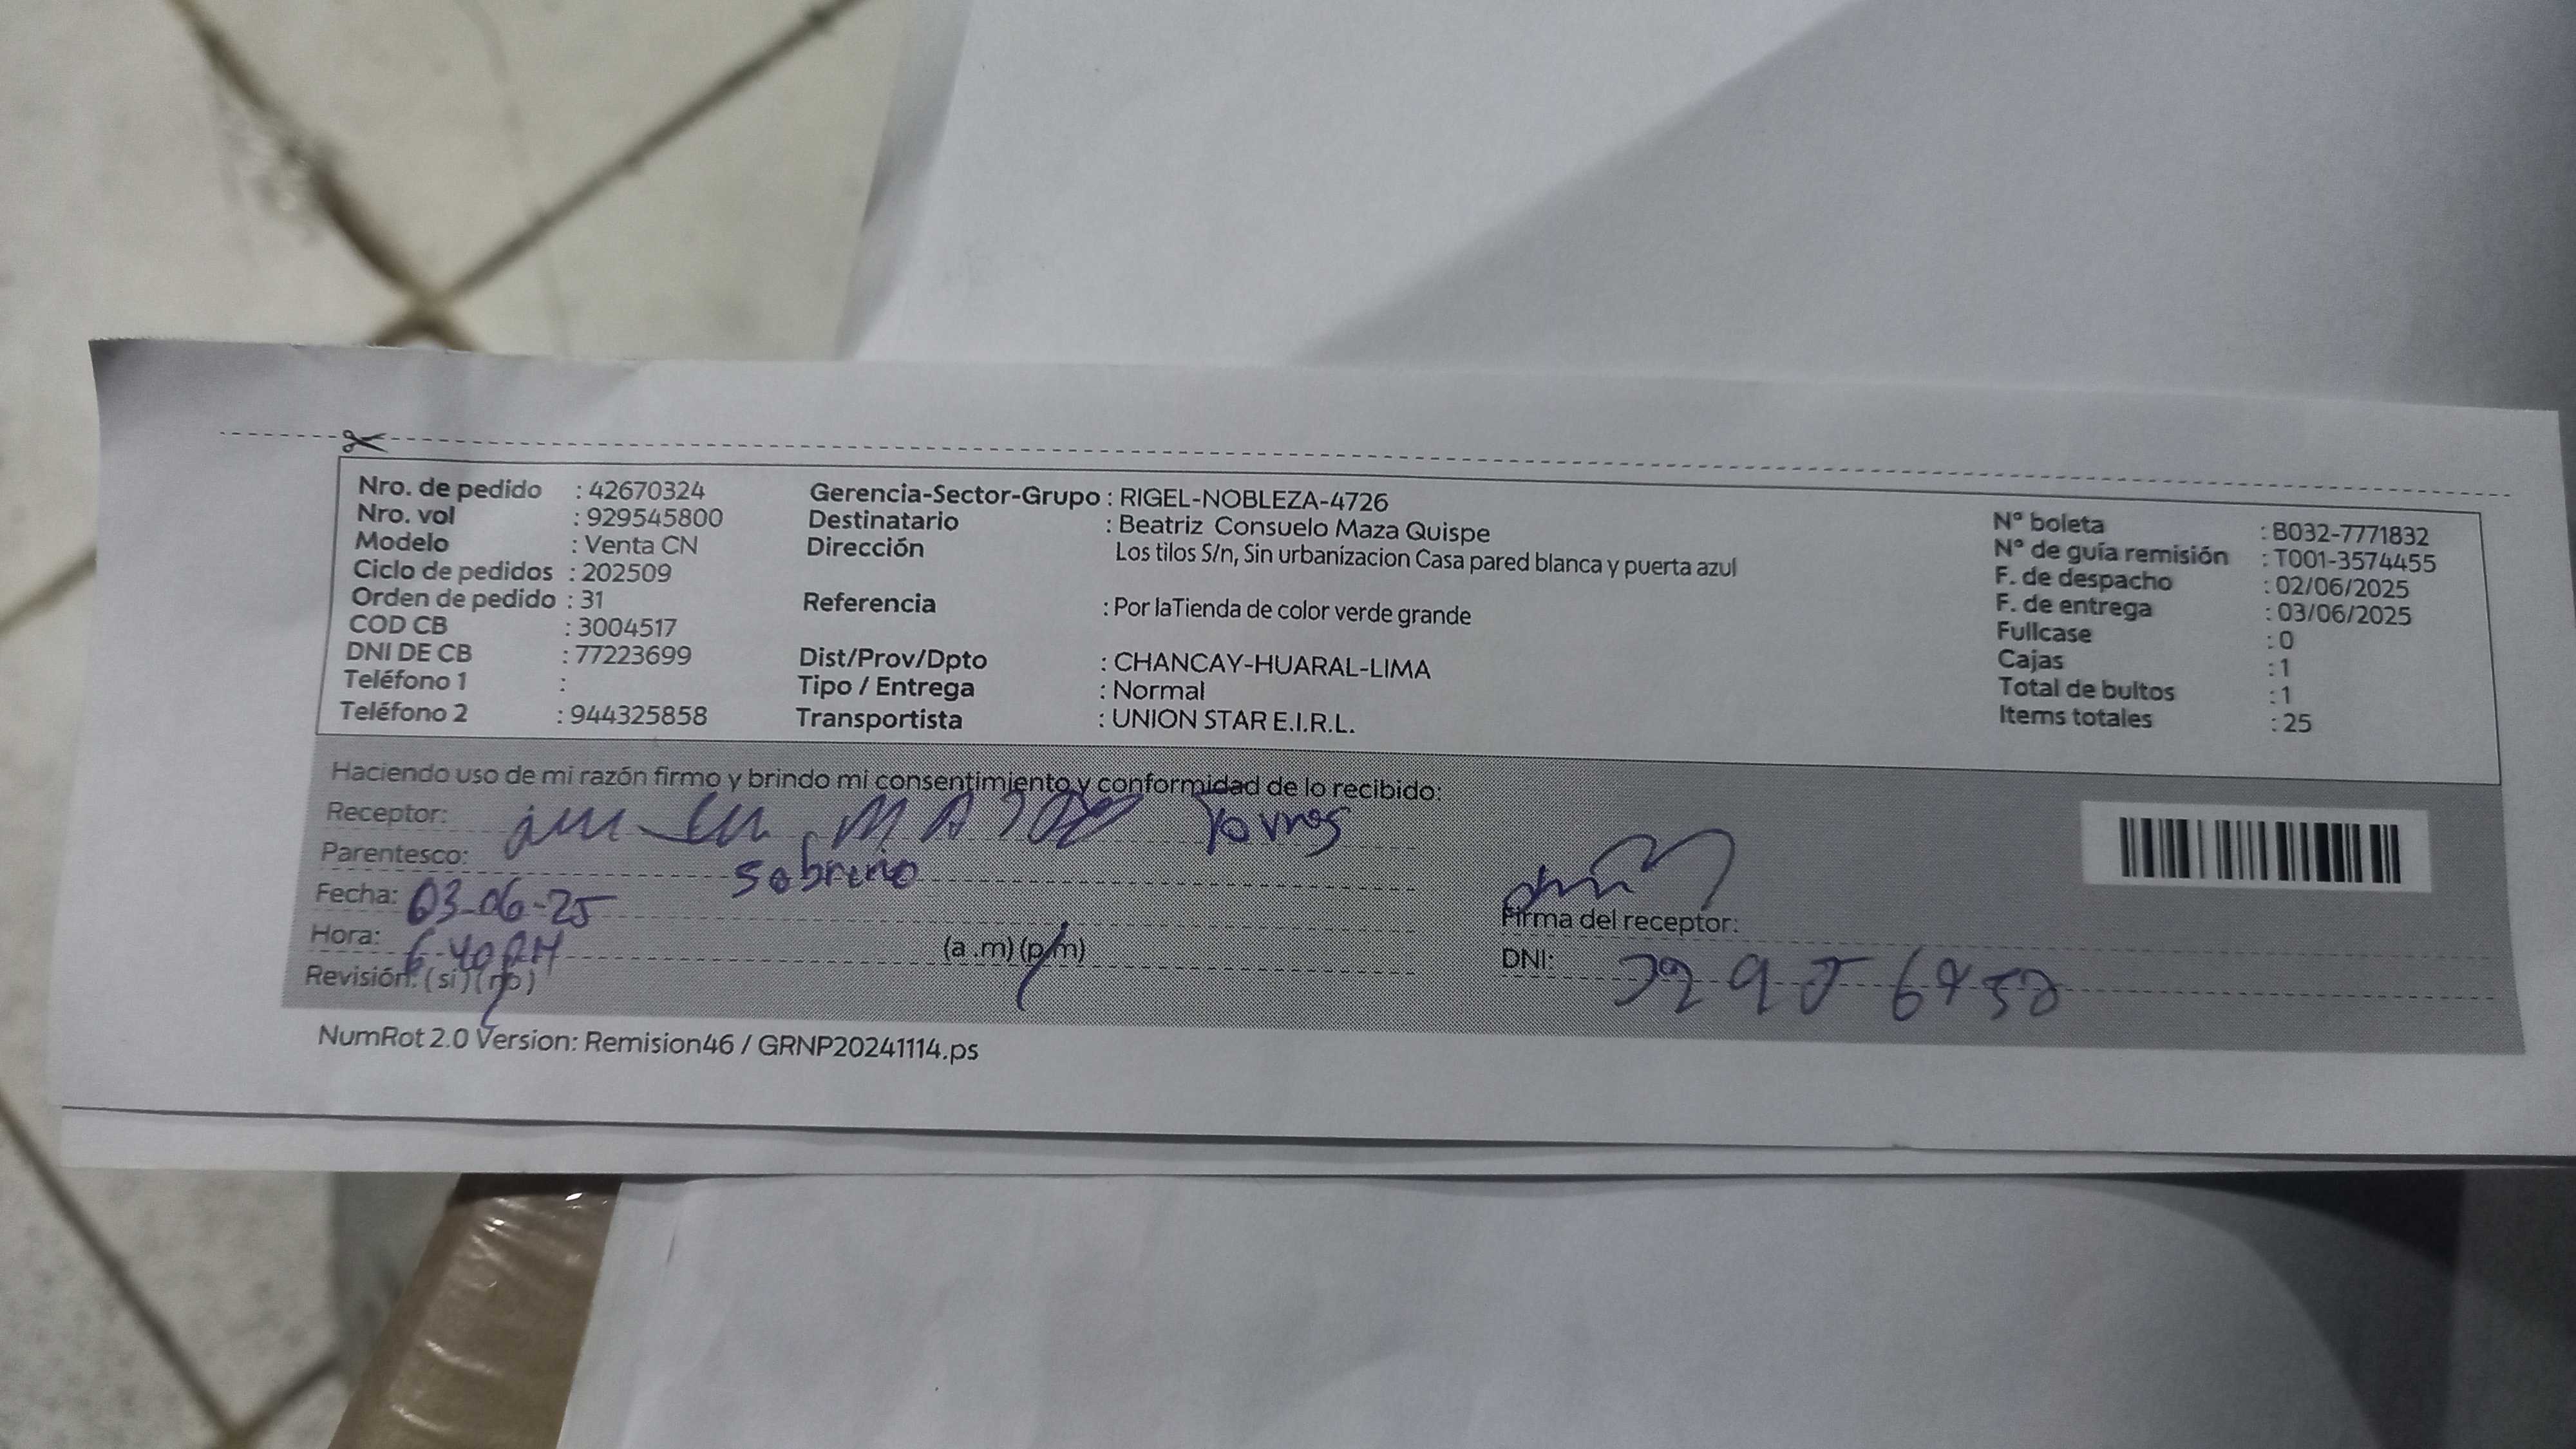 Nro. de pedido : 42670324
Nro. vol : 929545800
Modelo : Venta CN
Ciclo de pedidos : 202509
Orden de pedido : 31
COD CB : 3004517
DNI DE CB : 77223699
Teléfono 1 :
Teléfono 2 : 944325858
Gerencia-Sector-Grupo : RIGEL-NOBLEZA-4726
Destinatario : Beatriz Consuelo Maza Quispe
Dirección Los tilos S/n, Sin urbanizacion Casa pared blanca y puerta azul
Referencia : Por laTienda de color verde grande
Dist/Prov/Dpto : CHANCAY-HUARAL-LIMA
Tipo / Entrega : Normal
Transportista : UNION STAR E.I.R.L.
N° boleta : B032-7771832
N° de guía remisión : T001-3574455
F. de despacho : 02/06/2025
F. de entrega : 03/06/2025
Fullcase : 0
Cajas : 1
Total de bultos : 1
Items totales : 25
Haciendo uso de mi razón firmo y brindo mi consentimiento y conformidad de lo recibido:
Receptor:
Parentesco: sobrino
Fecha: 03-06-25
Hora: 6-40 (a .m) (p.m)
Revisión: (si) (no)
Firma del receptor:
DNI:
NumRot 2.0 Version: Remision46 / GRNP20241114.ps